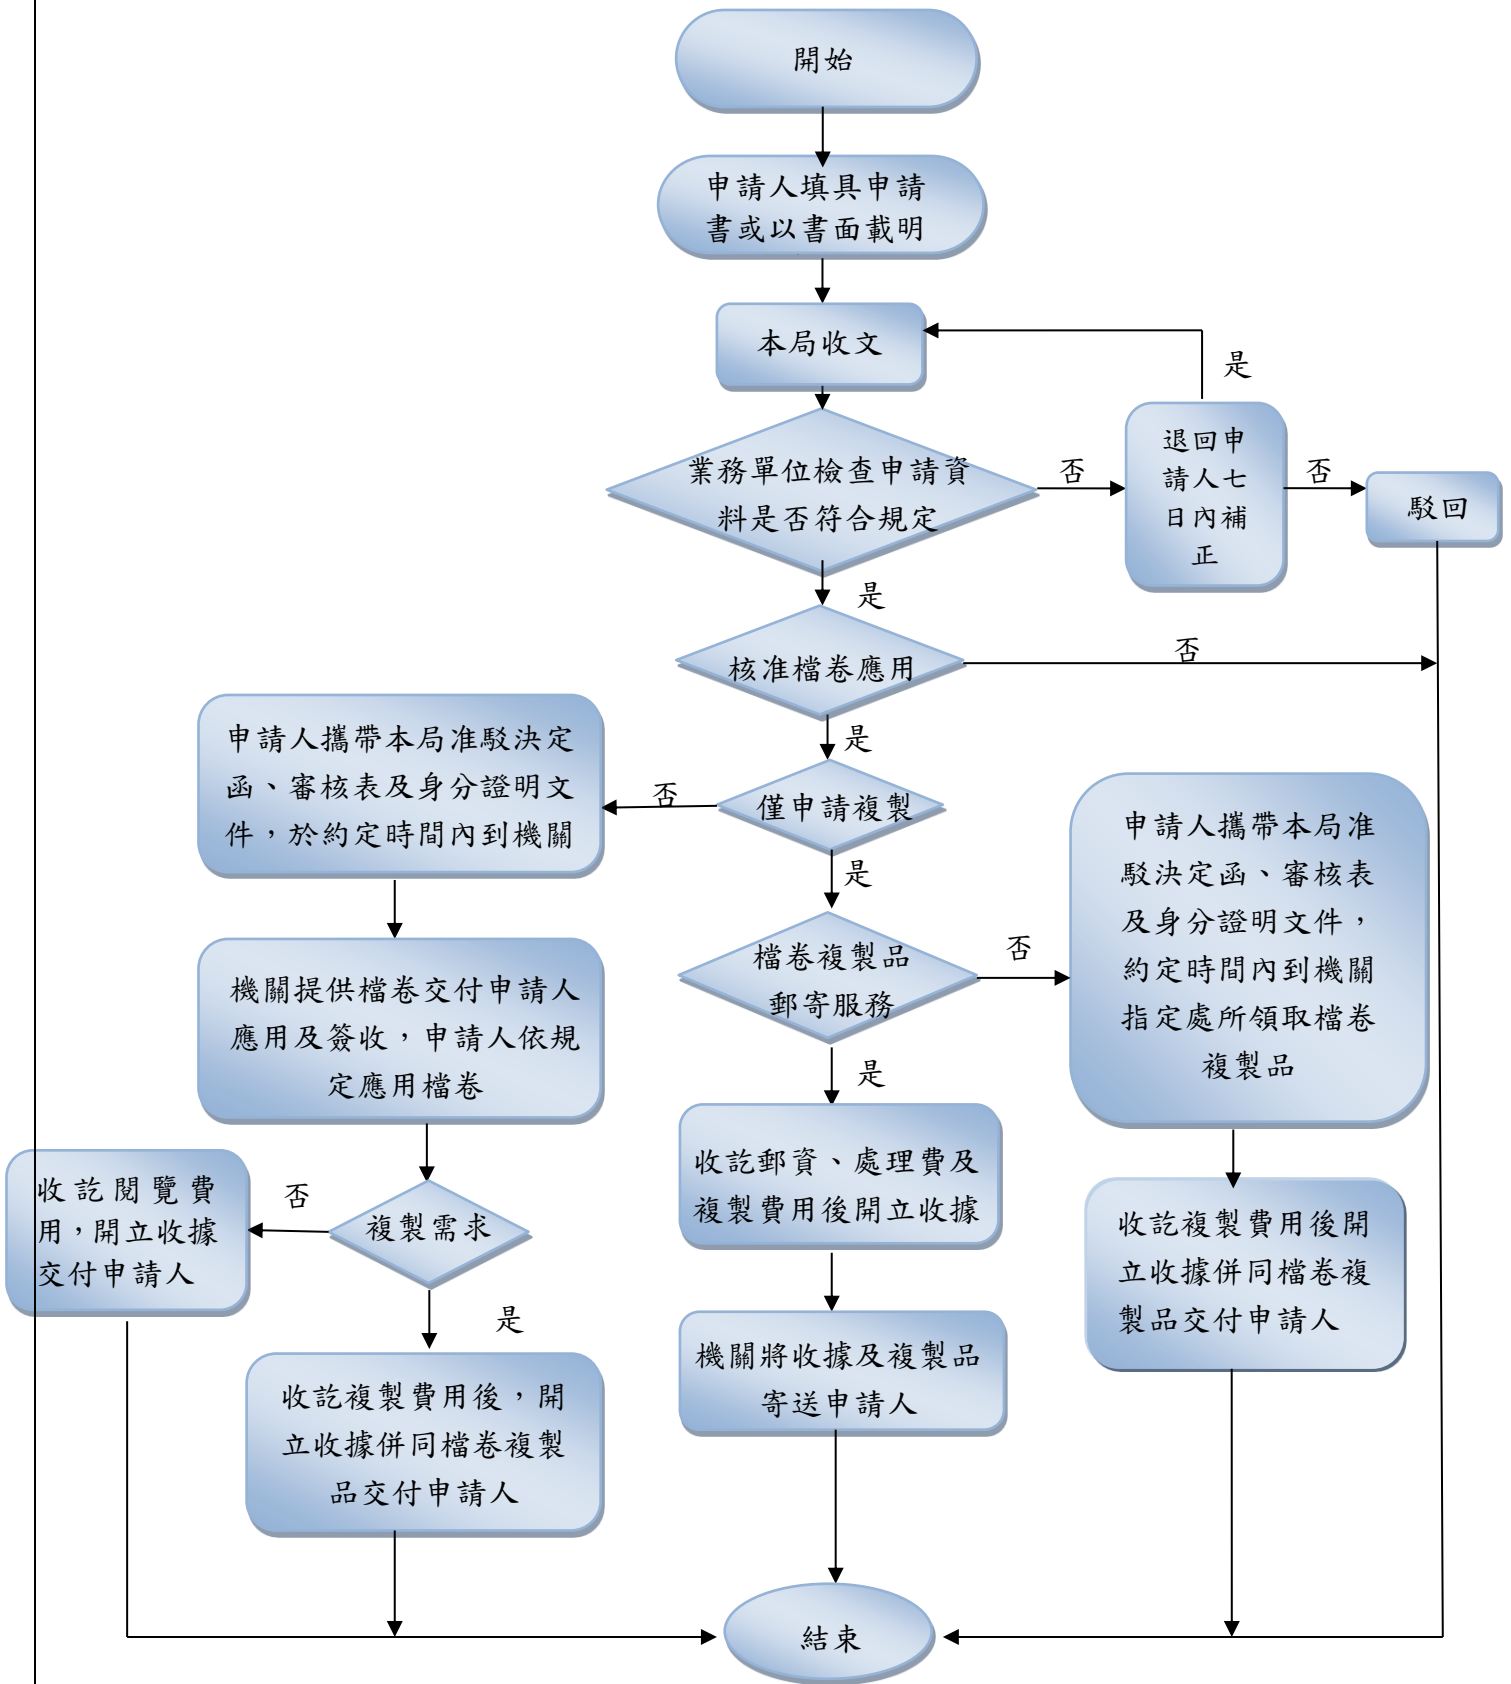 開始
申請人填具申請
書或以書面載明
本局收文
是
業務單位檢查申請資
料是否符合規定
否
退回申
請人七
日內補
正
否
駁回
是
核准檔卷應用
否
是
僅申請複製
否
申請人攜帶本局准駁決定
函、審核表及身分證明文
件，於約定時間內到機關
是
檔卷複製品
郵寄服務
否
申請人攜帶本局准
駁決定函、審核表
及身分證明文件，
約定時間內到機關
指定處所領取檔卷
複製品
機關提供檔卷交付申請人
應用及簽收，申請人依規
定應用檔卷
是
收訖郵資、處理費及
複製費用後開立收據
收訖複製費用後開
立收據併同檔卷複
製品交付申請人
複製需求
否
收訖閱覽費
用，開立收據
交付申請人
是
收訖複製費用後，開
立收據併同檔卷複製
品交付申請人
機關將收據及複製品
寄送申請人
結束